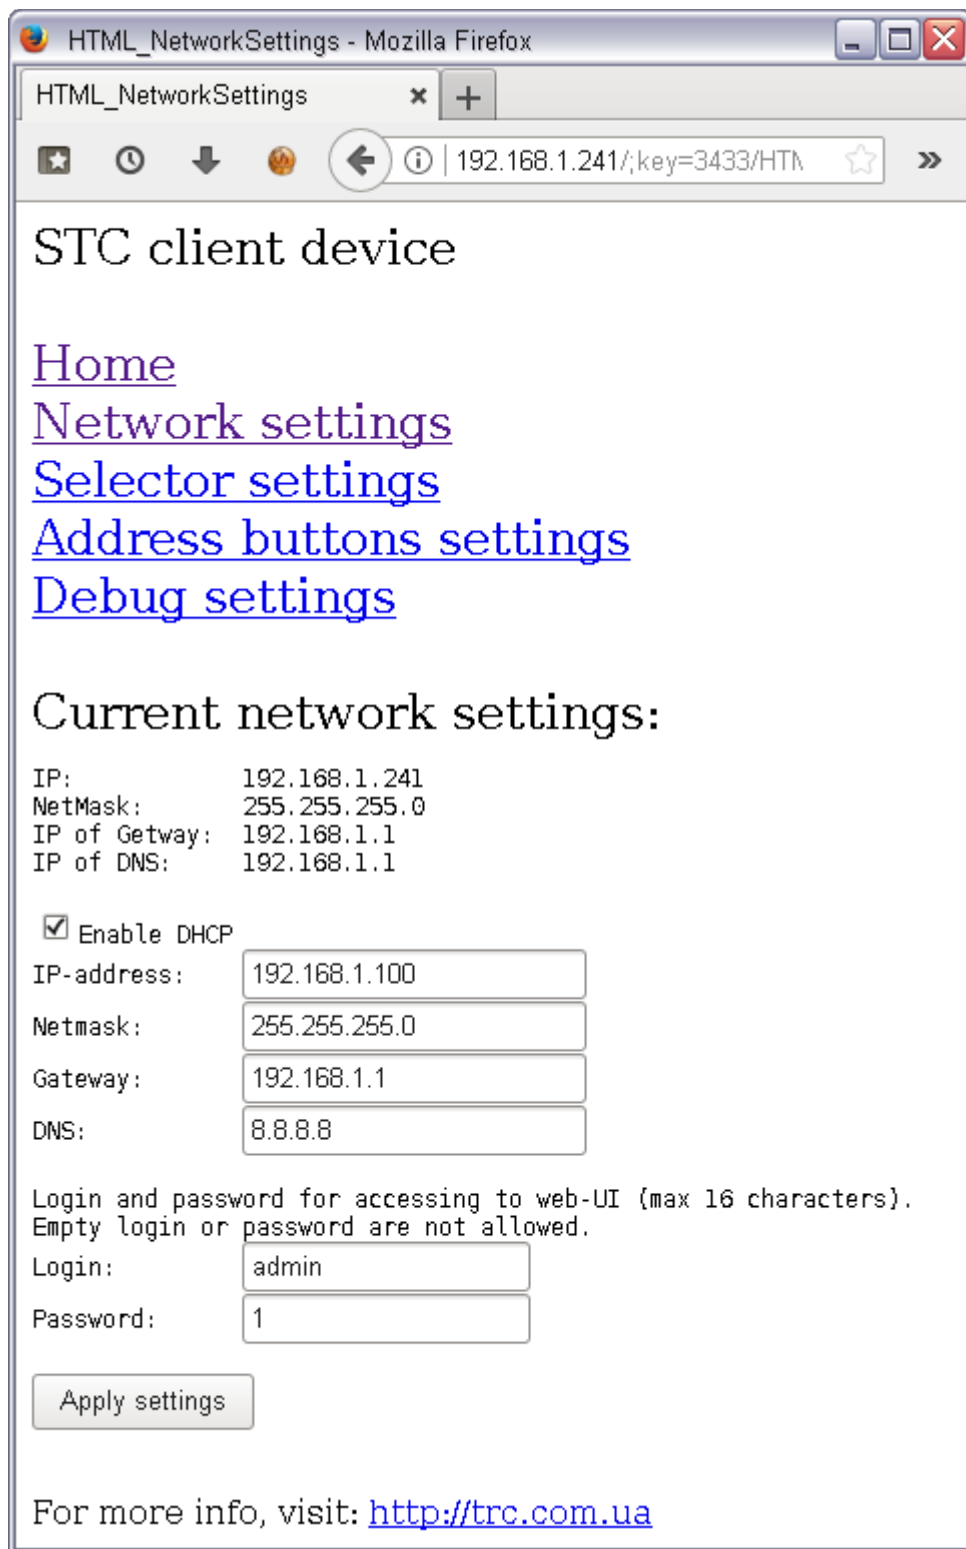 HTML_NetworkSettings - Mozilla Firefox
HTML_NetworkSettings
192.168.1.241/;key=3433/HTM
STC client device
Home
Network settings
Selector settings
Address buttons settings
Debug settings
Current network settings:
IP: 192.168.1.241
NetMask: 255.255.255.0
IP of Getway: 192.168.1.1
IP of DNS: 192.168.1.1
Enable DHCP
IP-address: 192.168.1.100
Netmask: 255.255.255.0
Gateway: 192.168.1.1
DNS: 8.8.8.8
Login and password for accessing to web-UI (max 16 characters).
Empty login or password are not allowed.
Login: admin
Password: 1
Apply settings
For more info, visit: http://trc.com.ua